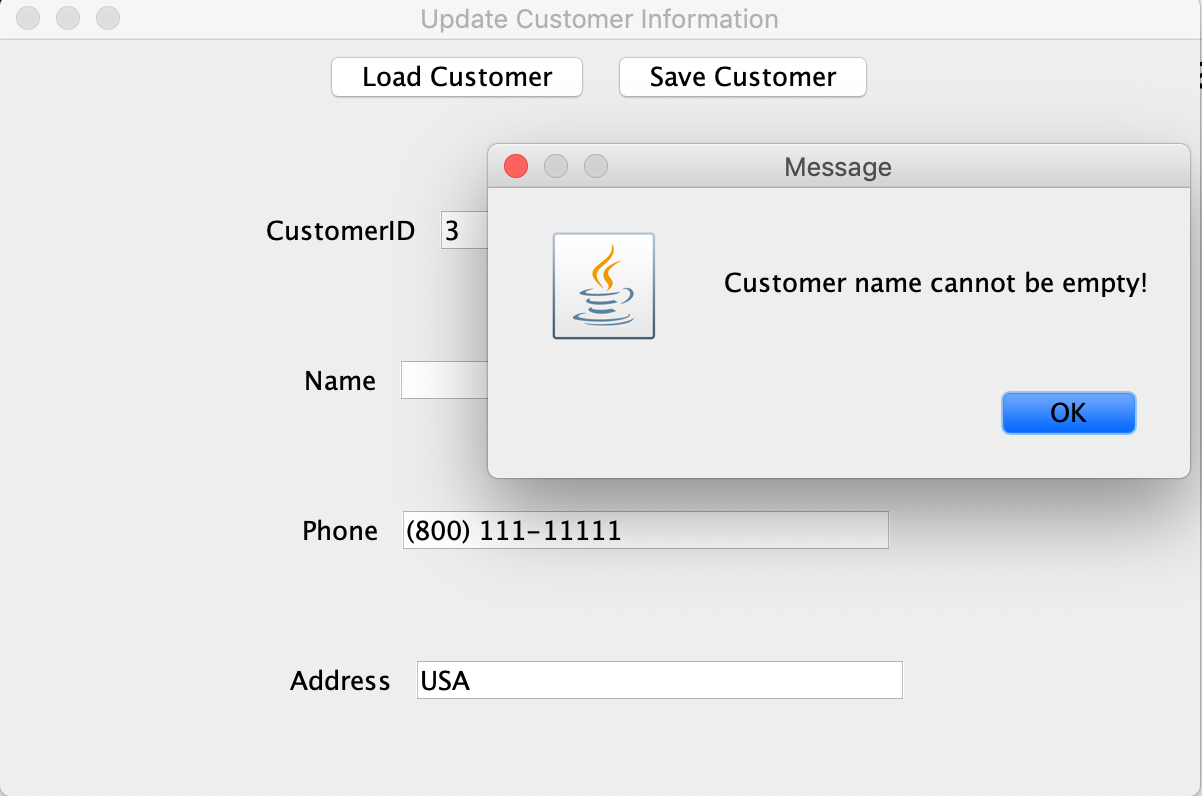 Update Customer Information
Load Customer Save Customer
Message
Customer name cannot be empty!
OK
CustomerID 3
Name
Phone (800) 111-11111
Address USA